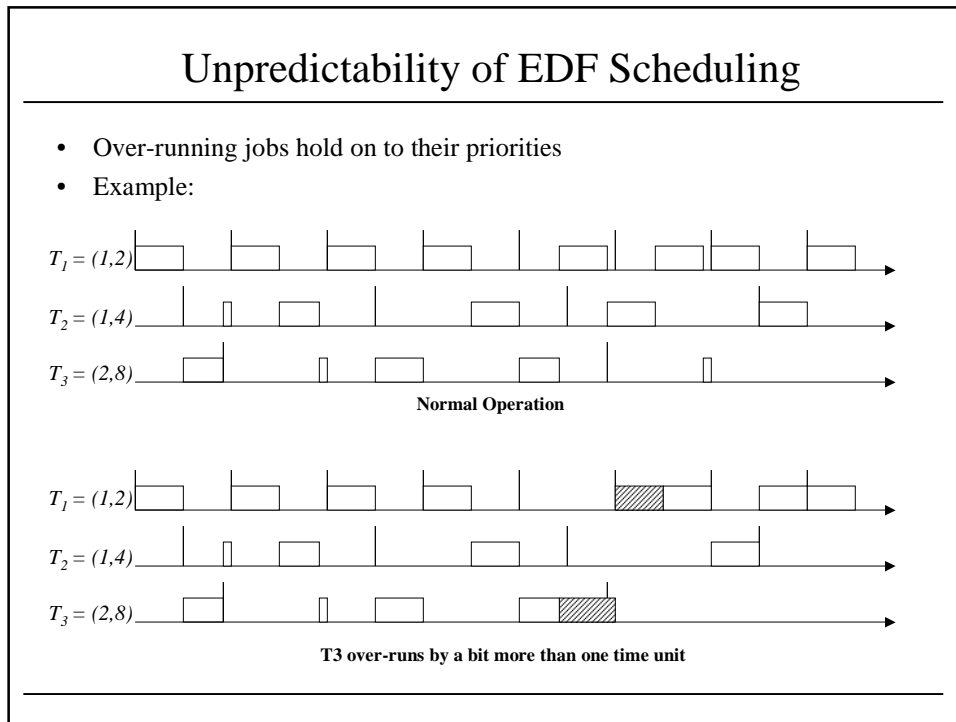 Unpredictability of EDF Scheduling
• Over-running jobs hold on to their priorities
• Example:
T1 = (1,2)
T2 = (1,4)
T3 = (2,8)
Normal Operation
T1 = (1,2)
T2 = (1,4)
T3 = (2,8)
T3 over-runs by a bit more than one time unit